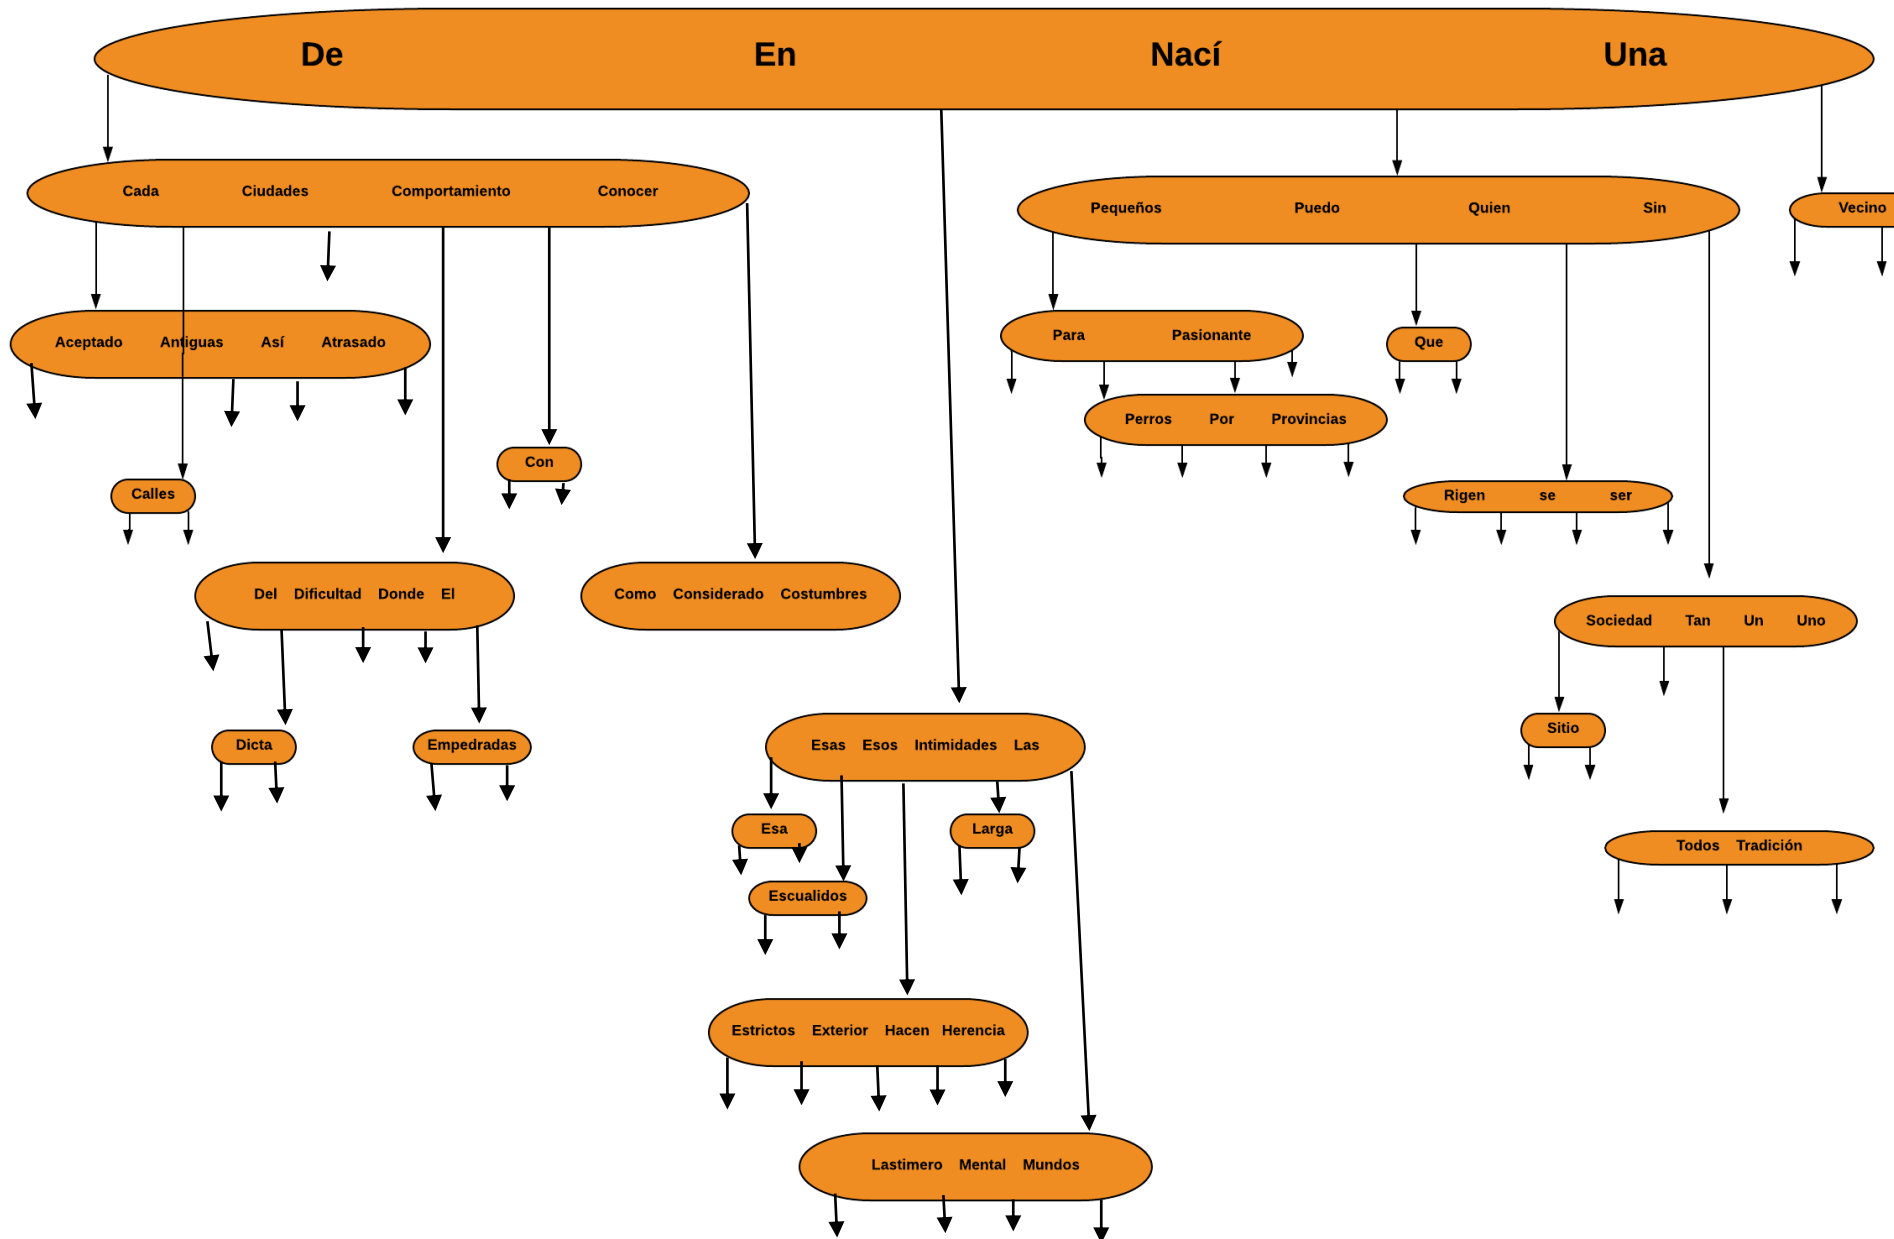 De En Nací Una
Cada Ciudades Comportamiento Conocer
Pequeños Puedo Quien Sin
Vecino
Aceptado Antiguas Así Atrasado
Para Pasionante
Que
Perros Por Provincias
Con
Calles
Rigen se ser
Del Dificultad Donde El
Como Considerado Costumbres
Sociedad Tan Un Uno
Sitio
Dicta
Empedradas
Esas Esos Intimidades Las
Esa
Larga
Todos Tradición
Escualidos
Estrictos Exterior Hacen Herencia
Lastimero Mental Mundos